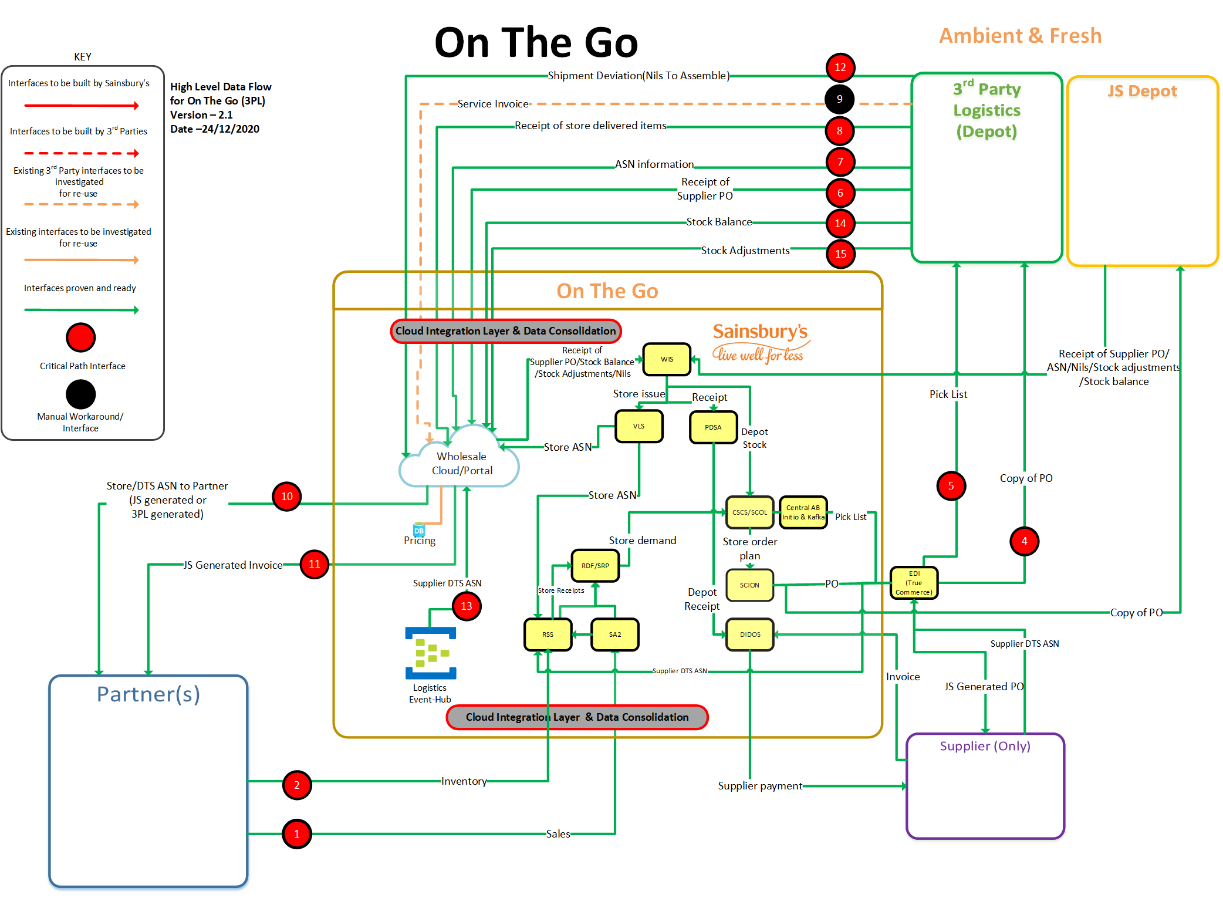 On The Go
Ambient & Fresh
KEY
Interfaces to be built by Sainsbury's
Interfaces to be built by 3rd Parties
Existing 3rd Party interfaces to be
Investigated
for re-use
Existing interfaces to be Investigated
for re-use
Interfaces proven and ready
Critical Path Interface
Manual Workaround/
Interface
High Level Data Flow
for On The Go (3PL)
Version – 2.1
Date –24/12/2020
Shipment Deviation(Nils To Assemble)
12
Service Invoice
9
Receipt of store delivered items
8
ASN information
7
Receipt of
Supplier PO
6
Stock Balance
14
Stock Adjustments
15
3rd Party
Logistics
(Depot)
JS Depot
On The Go
Cloud Integration Layer & Data Consolidation
Sainsbury's
live well for less
Receipt of
Supplier PO/Stock Balance
/Stock Adjustments/Nils
WIS
Receipt of Supplier PO/
ASN/Nils/Stock adjustments
/Stock balance
Store issue
Receipt
Pick List
VLS
PDSA
Depot
Stock
Store ASN
Wholesale
Cloud/Portal
Copy of PO
Store/DTS ASN to Partner
(JS generated or
3PL generated)
10
5
Store ASN
CSCS/SCOL
Central AB
Initio & Kafka
Pick List
DB
Pricing
Store demand
Store order
plan
4
JS Generated Invoice
11
RDF/SRP
Supplier DTS ASN
Store Receipts
SCION
PO
EDI
(True
Commerce)
13
Depot
Receipt
Copy of PO
RSS
SA2
DIDOS
Supplier DTS ASN
Supplier DTS ASN
Invoice
JS Generated PO
Logistics
Event-Hub
Partner(s)
Cloud Integration Layer & Data Consolidation
Supplier (Only)
2
Inventory
Supplier payment
1
Sales